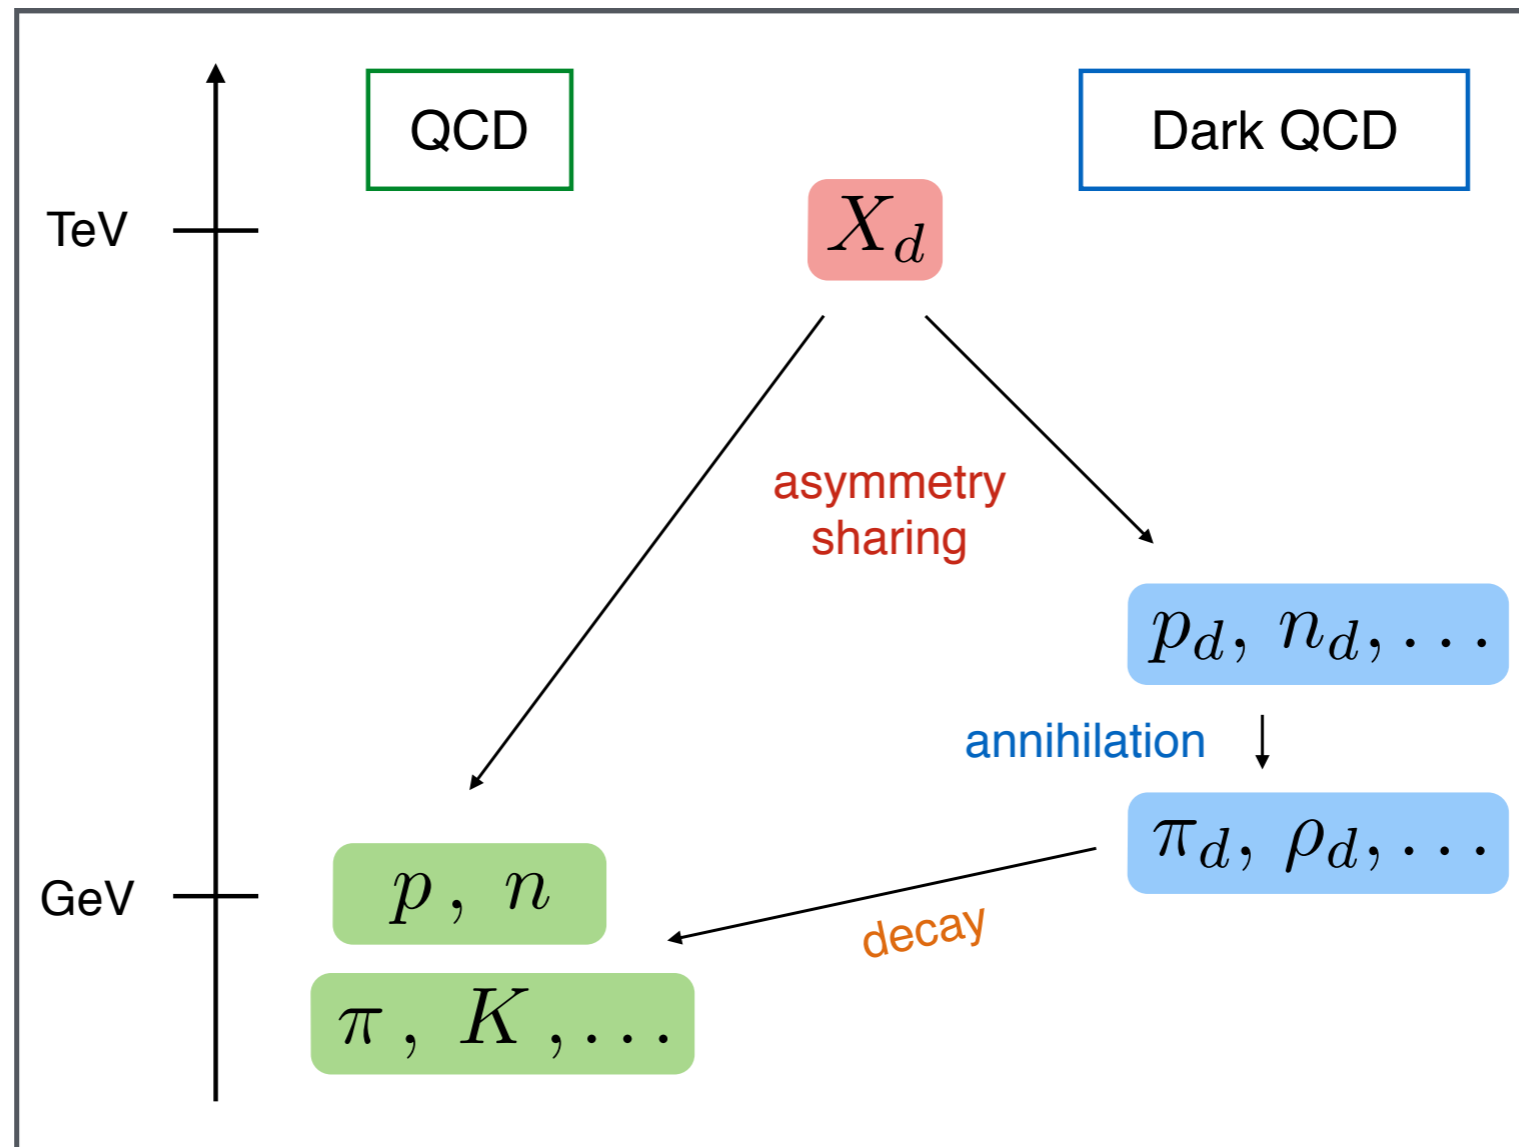 QCD
Dark QCD
TeV
X_d
asymmetry
sharing
p_d, n_d, ...
annihilation
π_d, ρ_d, ...
GeV
p , n
decay
π , K , ...